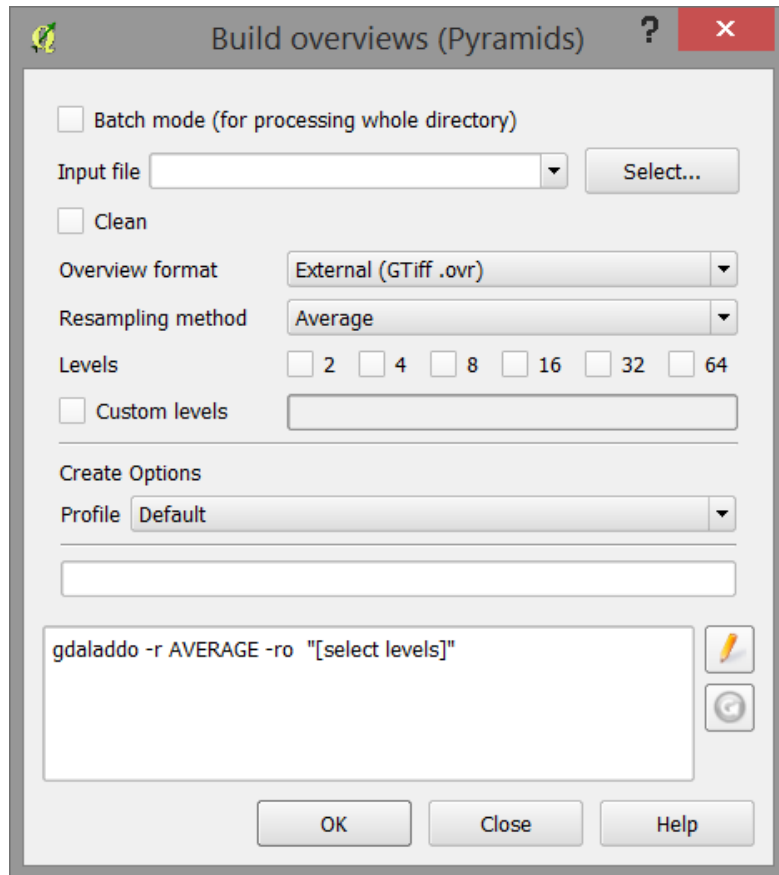 Build overviews (Pyramids) ?
Batch mode (for processing whole directory)
Input file Select...
Clean
Overview format External (GTiff .ovr)
Resampling method Average
Levels 2 4 8 16 32 64
Custom levels
Create Options
Profile Default
gdaladdo -r AVERAGE -ro  "[select levels]"
OK Close Help